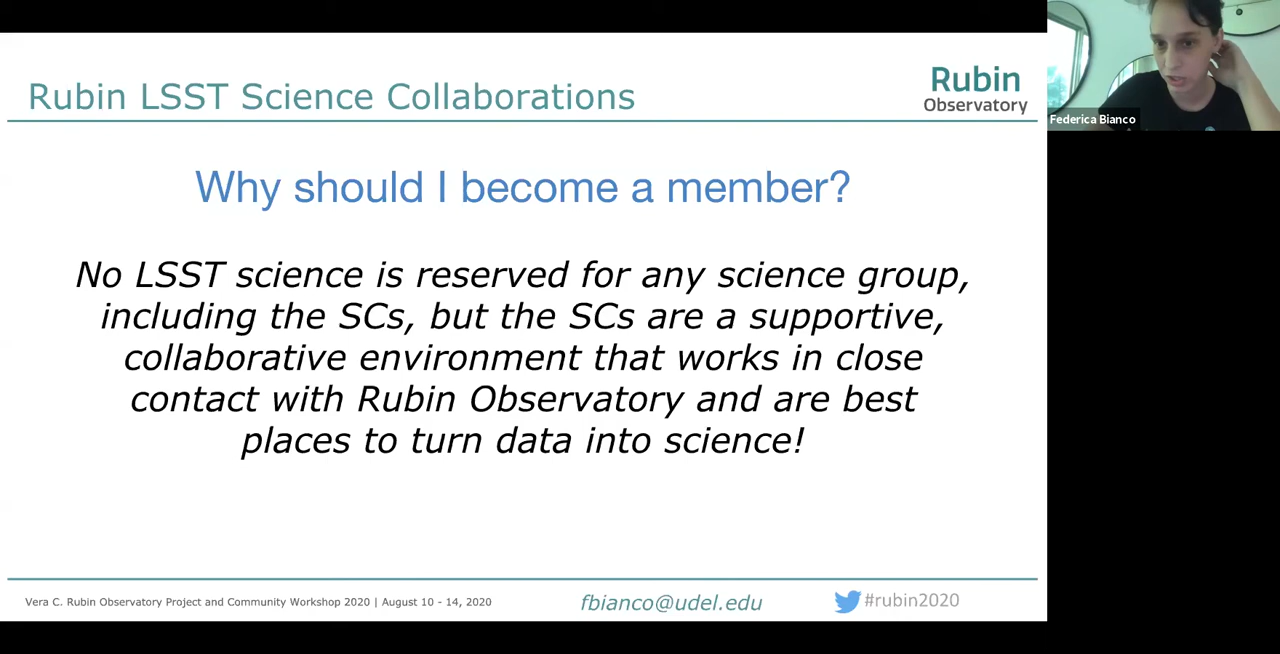 Rubin LSST Science Collaborations
Rubin
Observatory
Federica Bianco
Why should I become a member?
No LSST science is reserved for any science group,
including the SCs, but the SCs are a supportive,
collaborative environment that works in close
contact with Rubin Observatory and are best
places to turn data into science!
Vera C. Rubin Observatory Project and Community Workshop 2020 | August 10 - 14, 2020
fbianco@udel.edu
#rubin2020